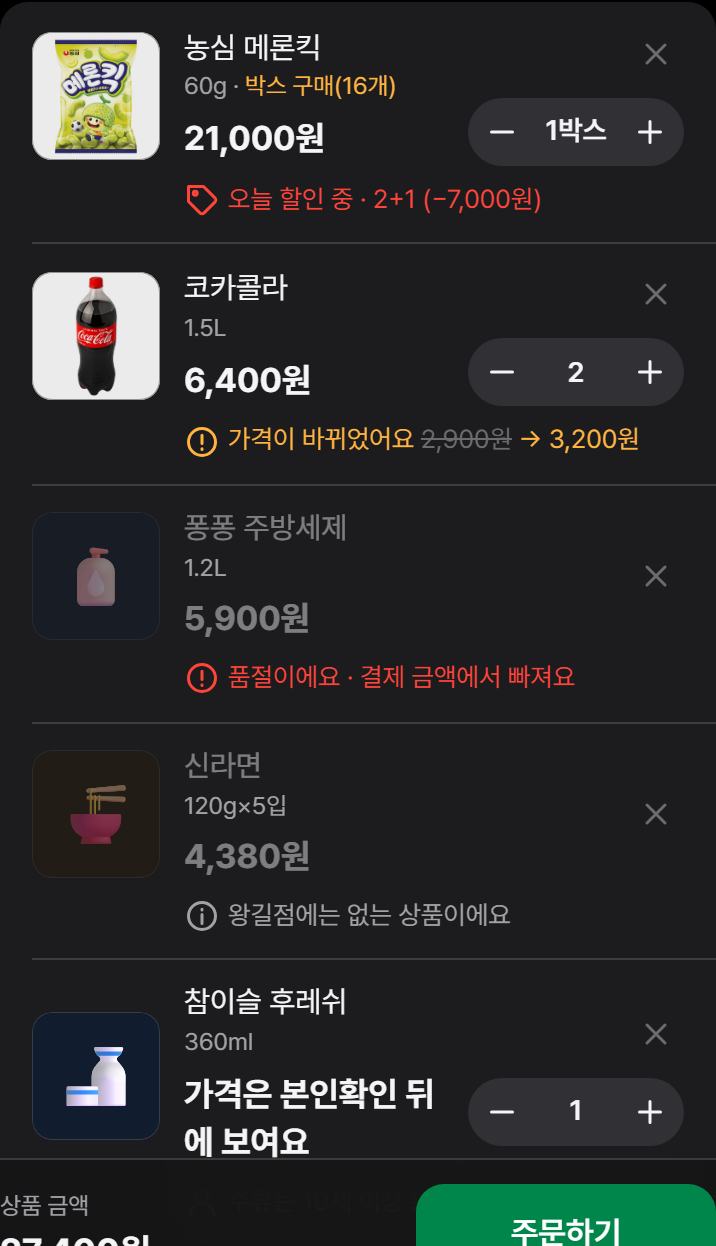 농심 메론킥
60g · 박스 구매(16개)
21,000원
1박스
오늘 할인 중 · 2+1 (−7,000원)
코카콜라
1.5L
6,400원
2
가격이 바뀌었어요 2,900원 → 3,200원
퐁퐁 주방세제
1.2L
5,900원
품절이에요 · 결제 금액에서 빠져요
신라면
120g×5입
4,380원
왕길점에는 없는 상품이에요
참이슬 후레쉬
360ml
가격은 본인확인 뒤
에 보여요
1
상품 금액
주문하기
농심
메론킥
Coca-Cola